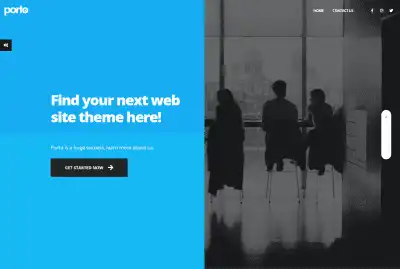 porto
HOME CONTACT US
Find your next web
site theme here!
Porto is a huge success, learn more about us.
GET STARTED NOW